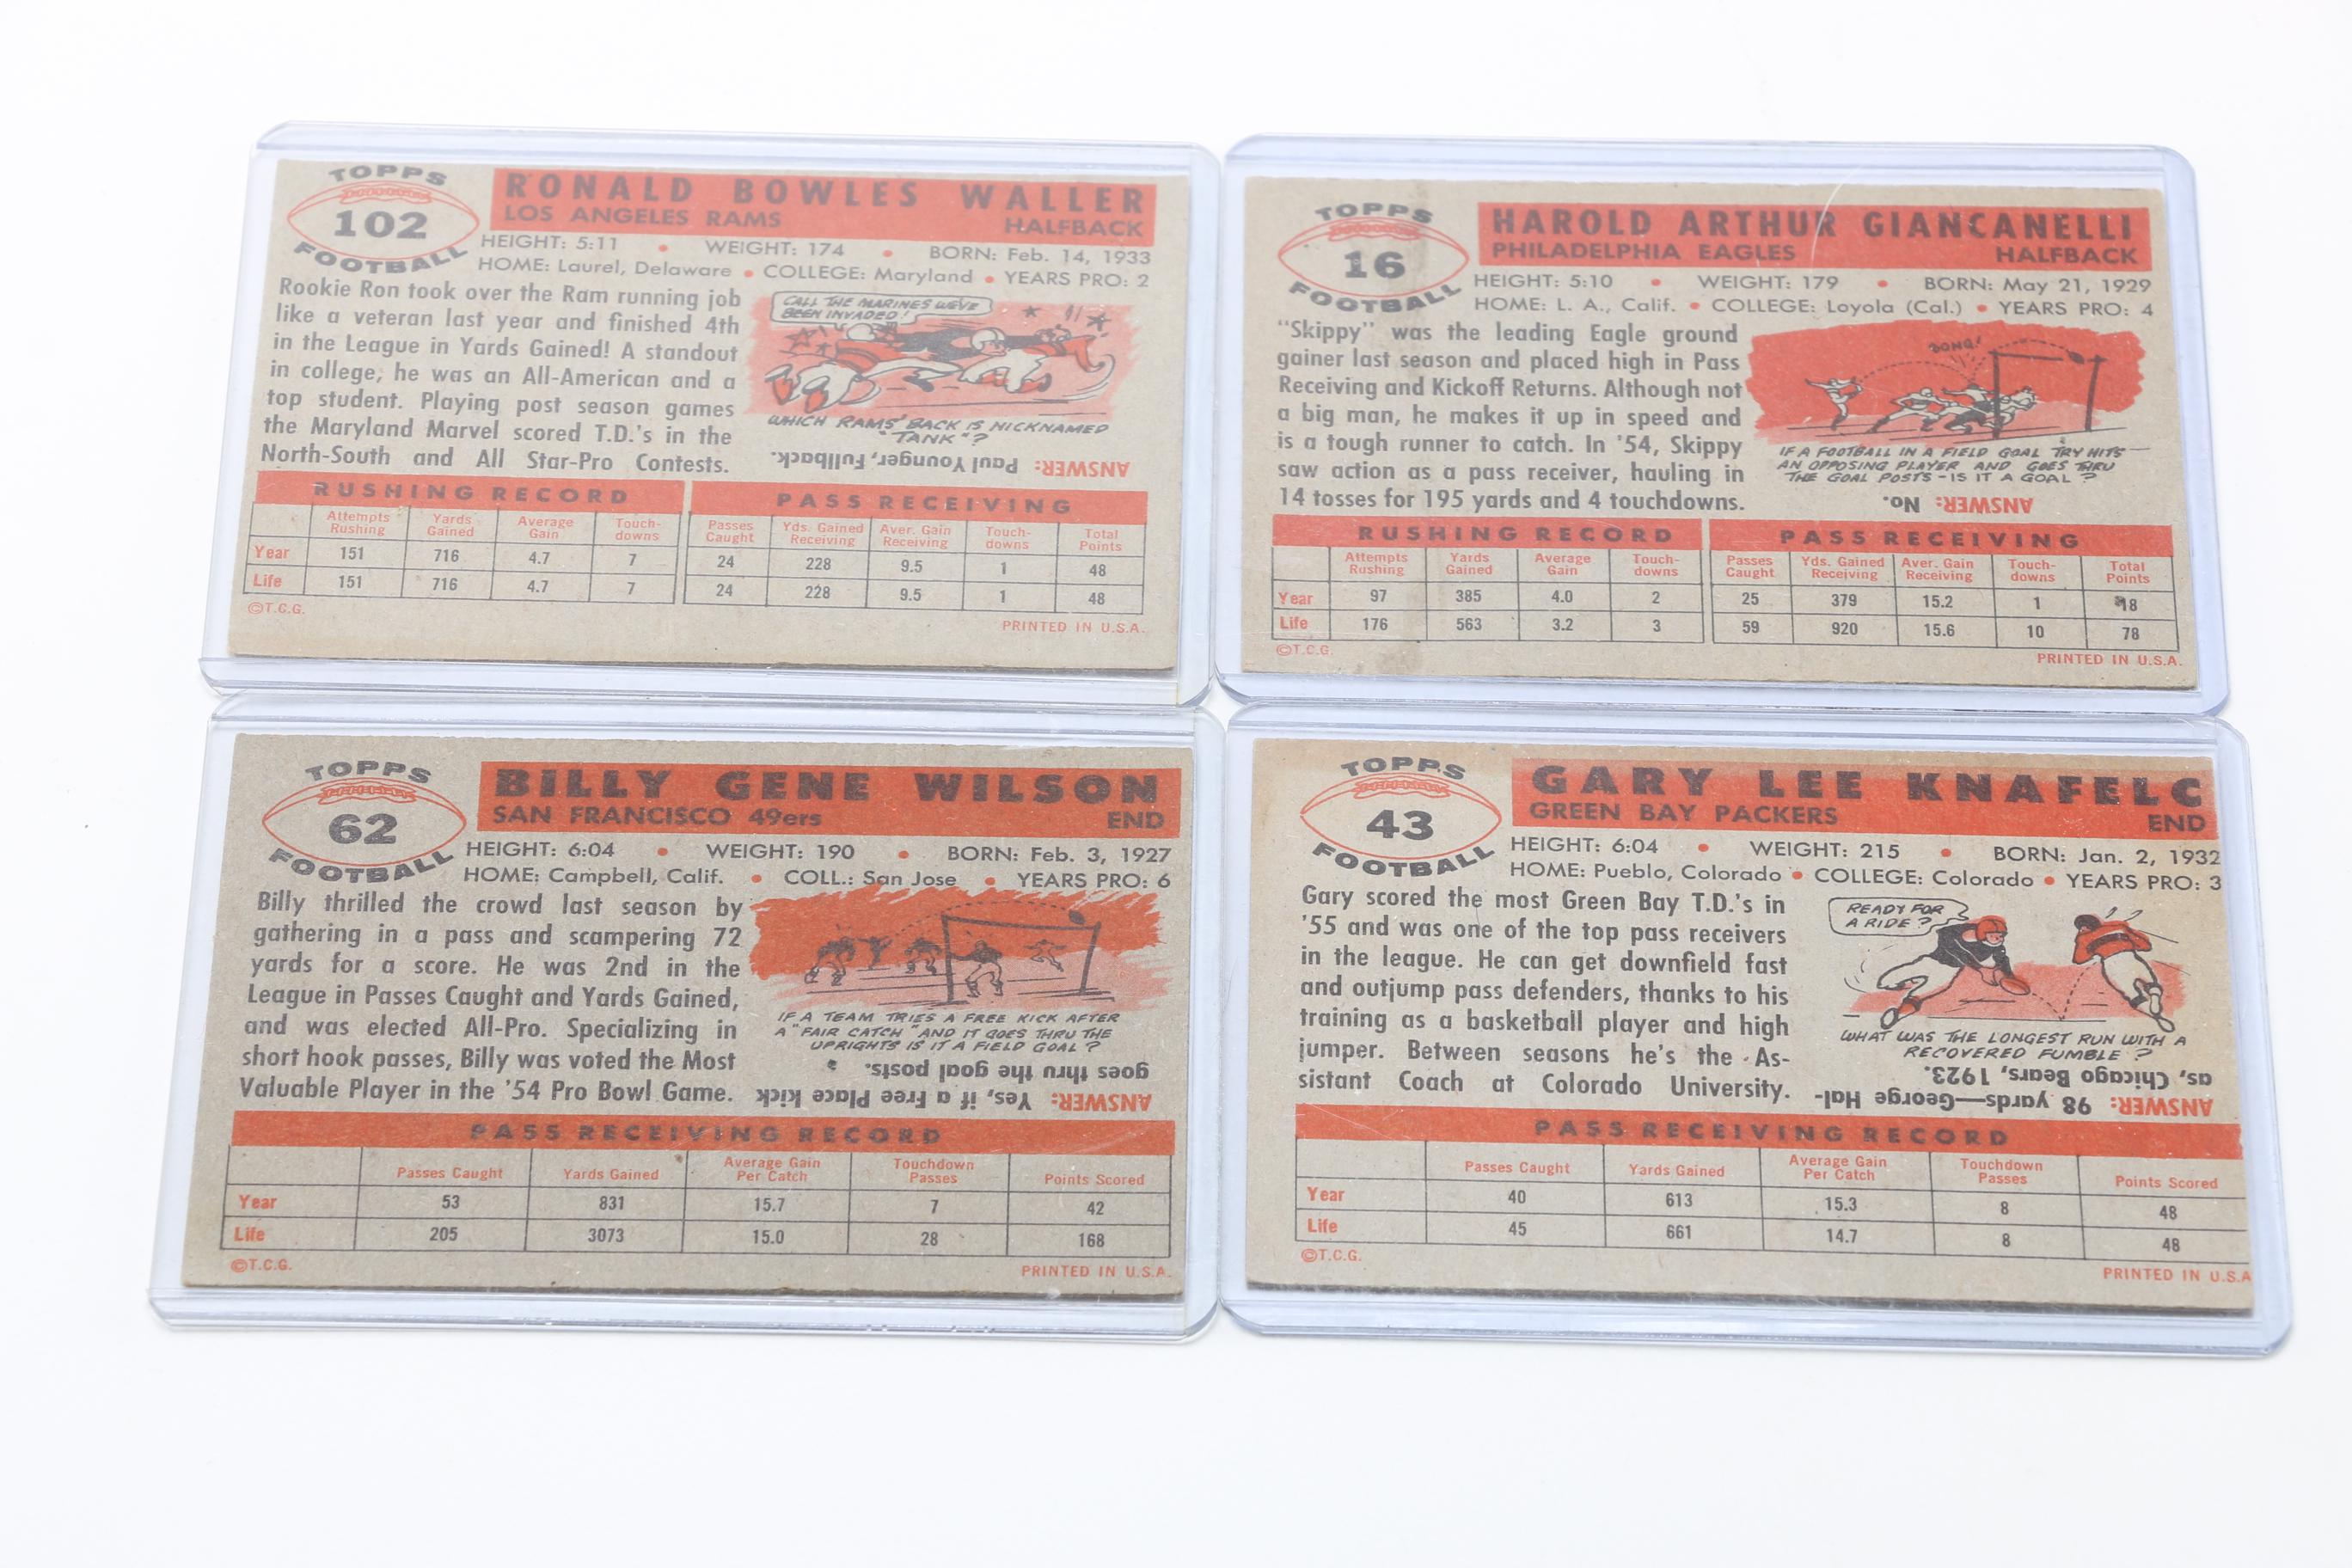 TOPPS
102
FOOTBALL
RONALD BOWLES WALLER
LOS ANGELES RAMS HALFBACK
HEIGHT: 5:11 • WEIGHT: 174 • BORN: Feb. 14, 1933
HOME: Laurel, Delaware • COLLEGE: Maryland • YEARS PRO: 2
Rookie Ron took over the Ram running job
like a veteran last year and finished 4th
in the League in Yards Gained! A standout
in college, he was an All-American and a
top student. Playing post season games
the Maryland Marvel scored T.D.'s in the
North-South and All Star-Pro Contests.
CALL THE MARINES WE'VE
BEEN INVADED!
WHICH RAMS' BACK IS NICKNAMED
"TANK"?
ANSWER: Paul Younger, Fullback.
RUSHING RECORD PASS RECEIVING
Attempts Rushing Yards Gained Average Gain Touch-downs Passes Caught Yds. Gained Receiving Aver. Gain Receiving Touch-downs Total Points
Year 151 716 4.7 7 24 228 9.5 1 48
Life 151 716 4.7 7 24 228 9.5 1 48
©T.C.G. PRINTED IN U.S.A.
TOPPS
16
FOOTBALL
HAROLD ARTHUR GIANCANELLI
PHILADELPHIA EAGLES HALFBACK
HEIGHT: 5:10 • WEIGHT: 179 • BORN: May 21, 1929
HOME: L. A., Calif. • COLLEGE: Loyola (Cal.) • YEARS PRO: 4
"Skippy" was the leading Eagle ground
gainer last season and placed high in Pass
Receiving and Kickoff Returns. Although not
a big man, he makes it up in speed and
is a tough runner to catch. In '54, Skippy
saw action as a pass receiver, hauling in
14 tosses for 195 yards and 4 touchdowns.
BONG!
IF A FOOTBALL IN A FIELD GOAL TRY HITS
AN OPPOSING PLAYER AND GOES THRU
THE GOAL POSTS-IS IT A GOAL?
ANSWER: No.
RUSHING RECORD PASS RECEIVING
Attempts Rushing Yards Gained Average Gain Touch-downs Passes Caught Yds. Gained Receiving Aver. Gain Receiving Touch-downs Total Points
Year 97 385 4.0 2 25 379 15.2 1 18
Life 176 563 3.2 3 59 920 15.6 10 78
©T.C.G. PRINTED IN U.S.A.
TOPPS
62
FOOTBALL
BILLY GENE WILSON
SAN FRANCISCO 49ers END
HEIGHT: 6:04 • WEIGHT: 190 • BORN: Feb. 3, 1927
HOME: Campbell, Calif. • COLL.: San Jose • YEARS PRO: 6
Billy thrilled the crowd last season by
gathering in a pass and scampering 72
yards for a score. He was 2nd in the
League in Passes Caught and Yards Gained,
and was elected All-Pro. Specializing in
short hook passes, Billy was voted the Most
Valuable Player in the '54 Pro Bowl Game.
IF A TEAM TRIES A FREE KICK AFTER
A "FAIR CATCH" AND IT GOES THRU THE
UPRIGHTS IS IT A FIELD GOAL?
ANSWER: Yes, if a Free Place kick
goes thru the goal posts.
PASS RECEIVING RECORD
Passes Caught Yards Gained Average Gain Per Catch Touchdown Passes Points Scored
Year 53 831 15.7 7 42
Life 205 3073 15.0 28 168
©T.C.G. PRINTED IN U.S.A.
TOPPS
43
FOOTBALL
GARY LEE KNAFELC
GREEN BAY PACKERS END
HEIGHT: 6:04 • WEIGHT: 215 • BORN: Jan. 2, 1932
HOME: Pueblo, Colorado • COLLEGE: Colorado • YEARS PRO: 3
Gary scored the most Green Bay T.D.'s in
'55 and was one of the top pass receivers
in the league. He can get downfield fast
and outjump pass defenders, thanks to his
training as a basketball player and high
jumper. Between seasons he's the As-
sistant Coach at Colorado University.
READY FOR
A RIDE?
WHAT WAS THE LONGEST RUN WITH A
RECOVERED FUMBLE?
ANSWER: 98 yards—George Hal-
as, Chicago Bears, 1923.
PASS RECEIVING RECORD
Passes Caught Yards Gained Average Gain Per Catch Touchdown Passes Points Scored
Year 40 613 15.3 8 48
Life 45 661 14.7 8 48
©T.C.G. PRINTED IN U.S.A